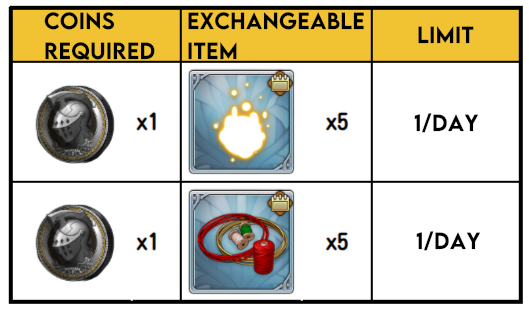 COINS REQUIRED
EXCHANGEABLE ITEM
LIMIT
x1
x5
1/DAY
x1
x5
1/DAY